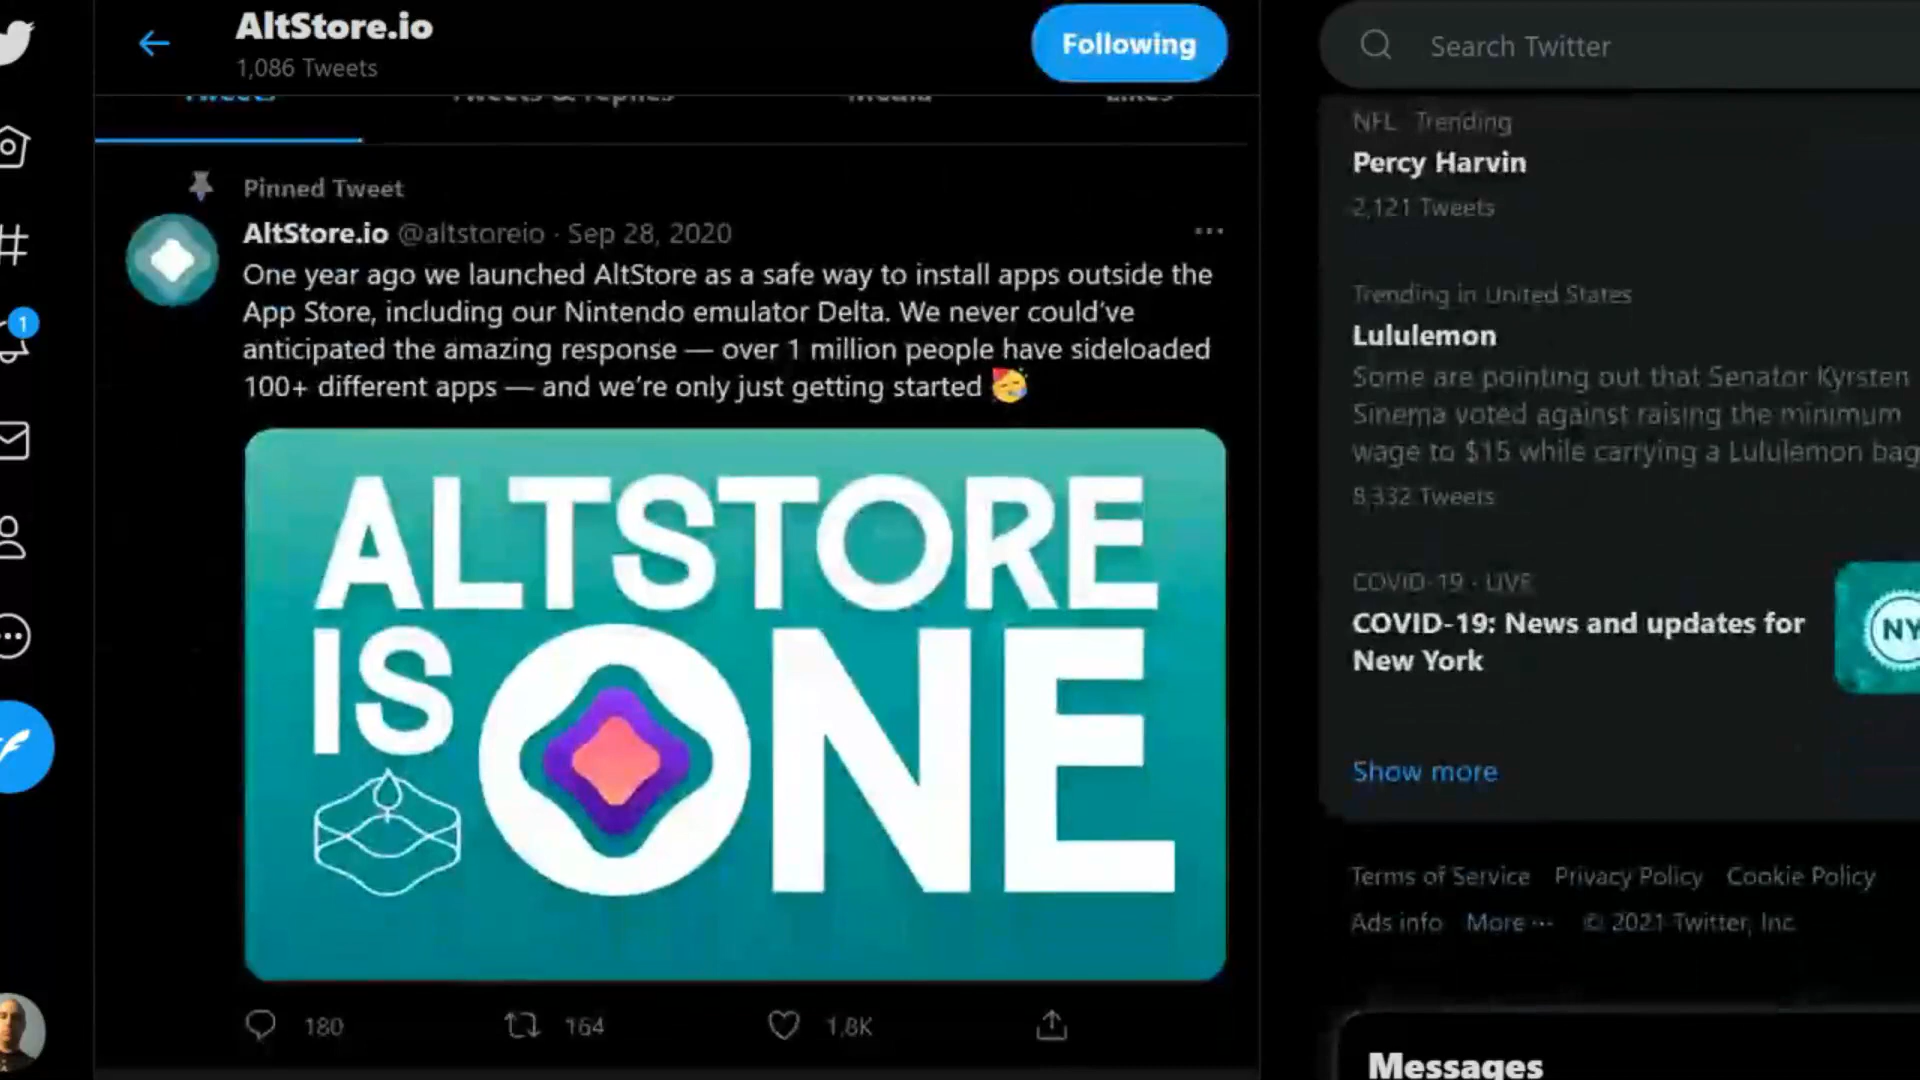 AltStore.io
1,086 Tweets
Following
Search Twitter
Tweets
Tweets & replies
Media
Likes
Pinned Tweet
AltStore.io @altstoreio · Sep 28, 2020
One year ago we launched AltStore as a safe way to install apps outside the
App Store, including our Nintendo emulator Delta. We never could've
anticipated the amazing response — over 1 million people have sideloaded
100+ different apps — and we're only just getting started
ALTSTORE
IS ONE
180
164
1.8K
1
NFL · Trending
Percy Harvin
2,121 Tweets
Trending in United States
Lululemon
Some are pointing out that Senator Kyrsten
Sinema voted against raising the minimum
wage to $15 while carrying a Lululemon bag
8,332 Tweets
COVID-19 · LIVE
COVID-19: News and updates for
New York
NY
Show more
Terms of Service Privacy Policy Cookie Policy
Ads info More ··· © 2021 Twitter, Inc.
Messages